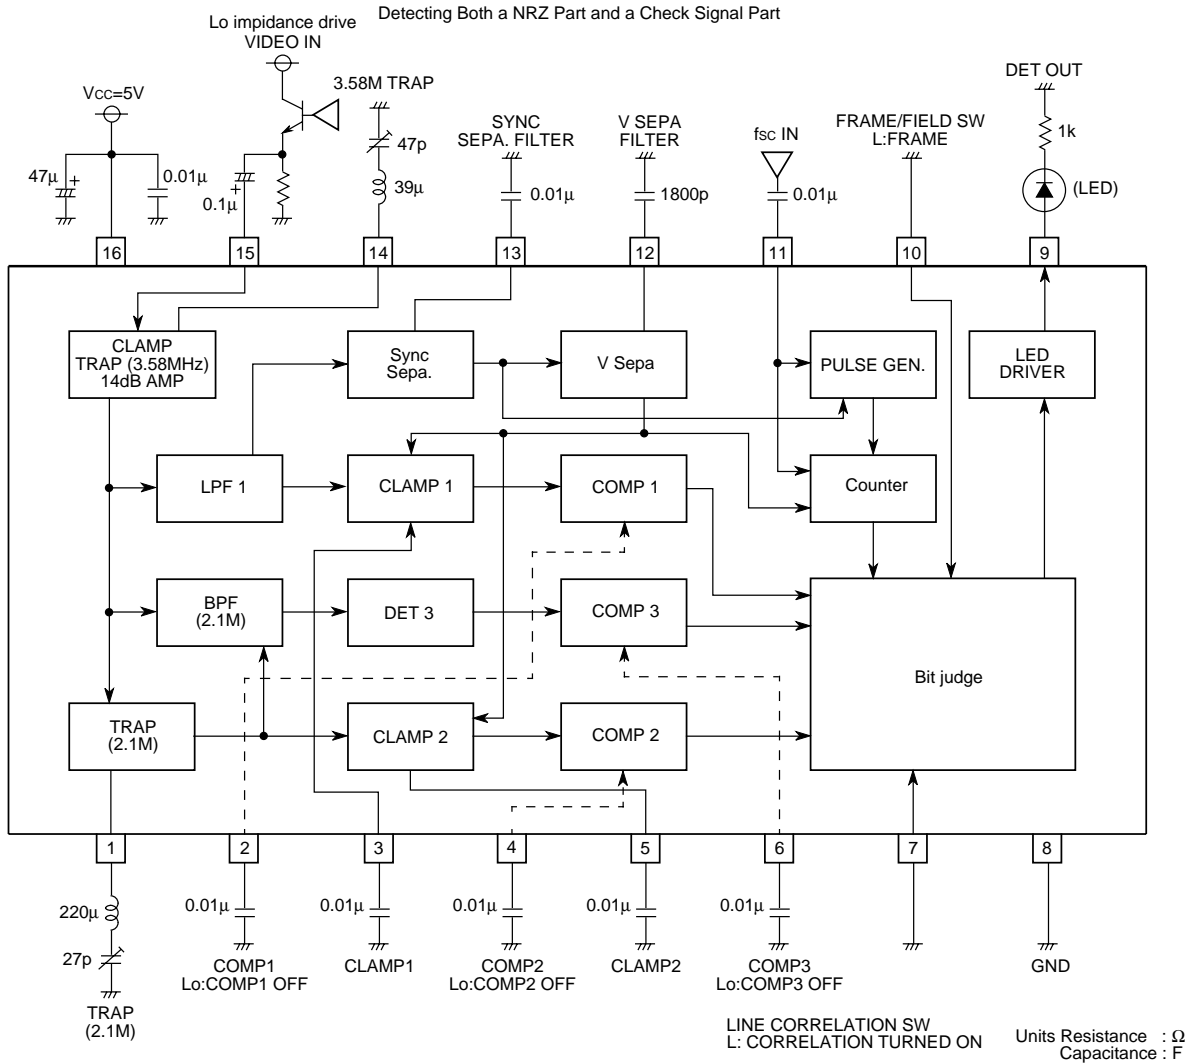 Detecting Both a NRZ Part and a Check Signal Part
Lo impidance drive
VIDEO IN
Vcc=5V
3.58M TRAP
SYNC
SEPA. FILTER
V SEPA
FILTER
fsc IN
FRAME/FIELD SW
L:FRAME
DET OUT
47μ
+
0.01μ
0.1μ
+
47p
39μ
0.01μ
1800p
0.01μ
1k
(LED)
16
15
14
13
12
11
10
9
CLAMP
TRAP (3.58MHz)
14dB AMP
Sync
Sepa.
V Sepa
PULSE GEN.
LED
DRIVER
LPF 1
CLAMP 1
COMP 1
Counter
BPF
(2.1M)
DET 3
COMP 3
Bit judge
TRAP
(2.1M)
CLAMP 2
COMP 2
1
2
3
4
5
6
7
8
220μ
27p
TRAP
(2.1M)
0.01μ
COMP1
Lo:COMP1 OFF
0.01μ
CLAMP1
0.01μ
COMP2
Lo:COMP2 OFF
0.01μ
CLAMP2
0.01μ
COMP3
Lo:COMP3 OFF
GND
LINE CORRELATION SW
L: CORRELATION TURNED ON
Units Resistance : Ω
Capacitance : F